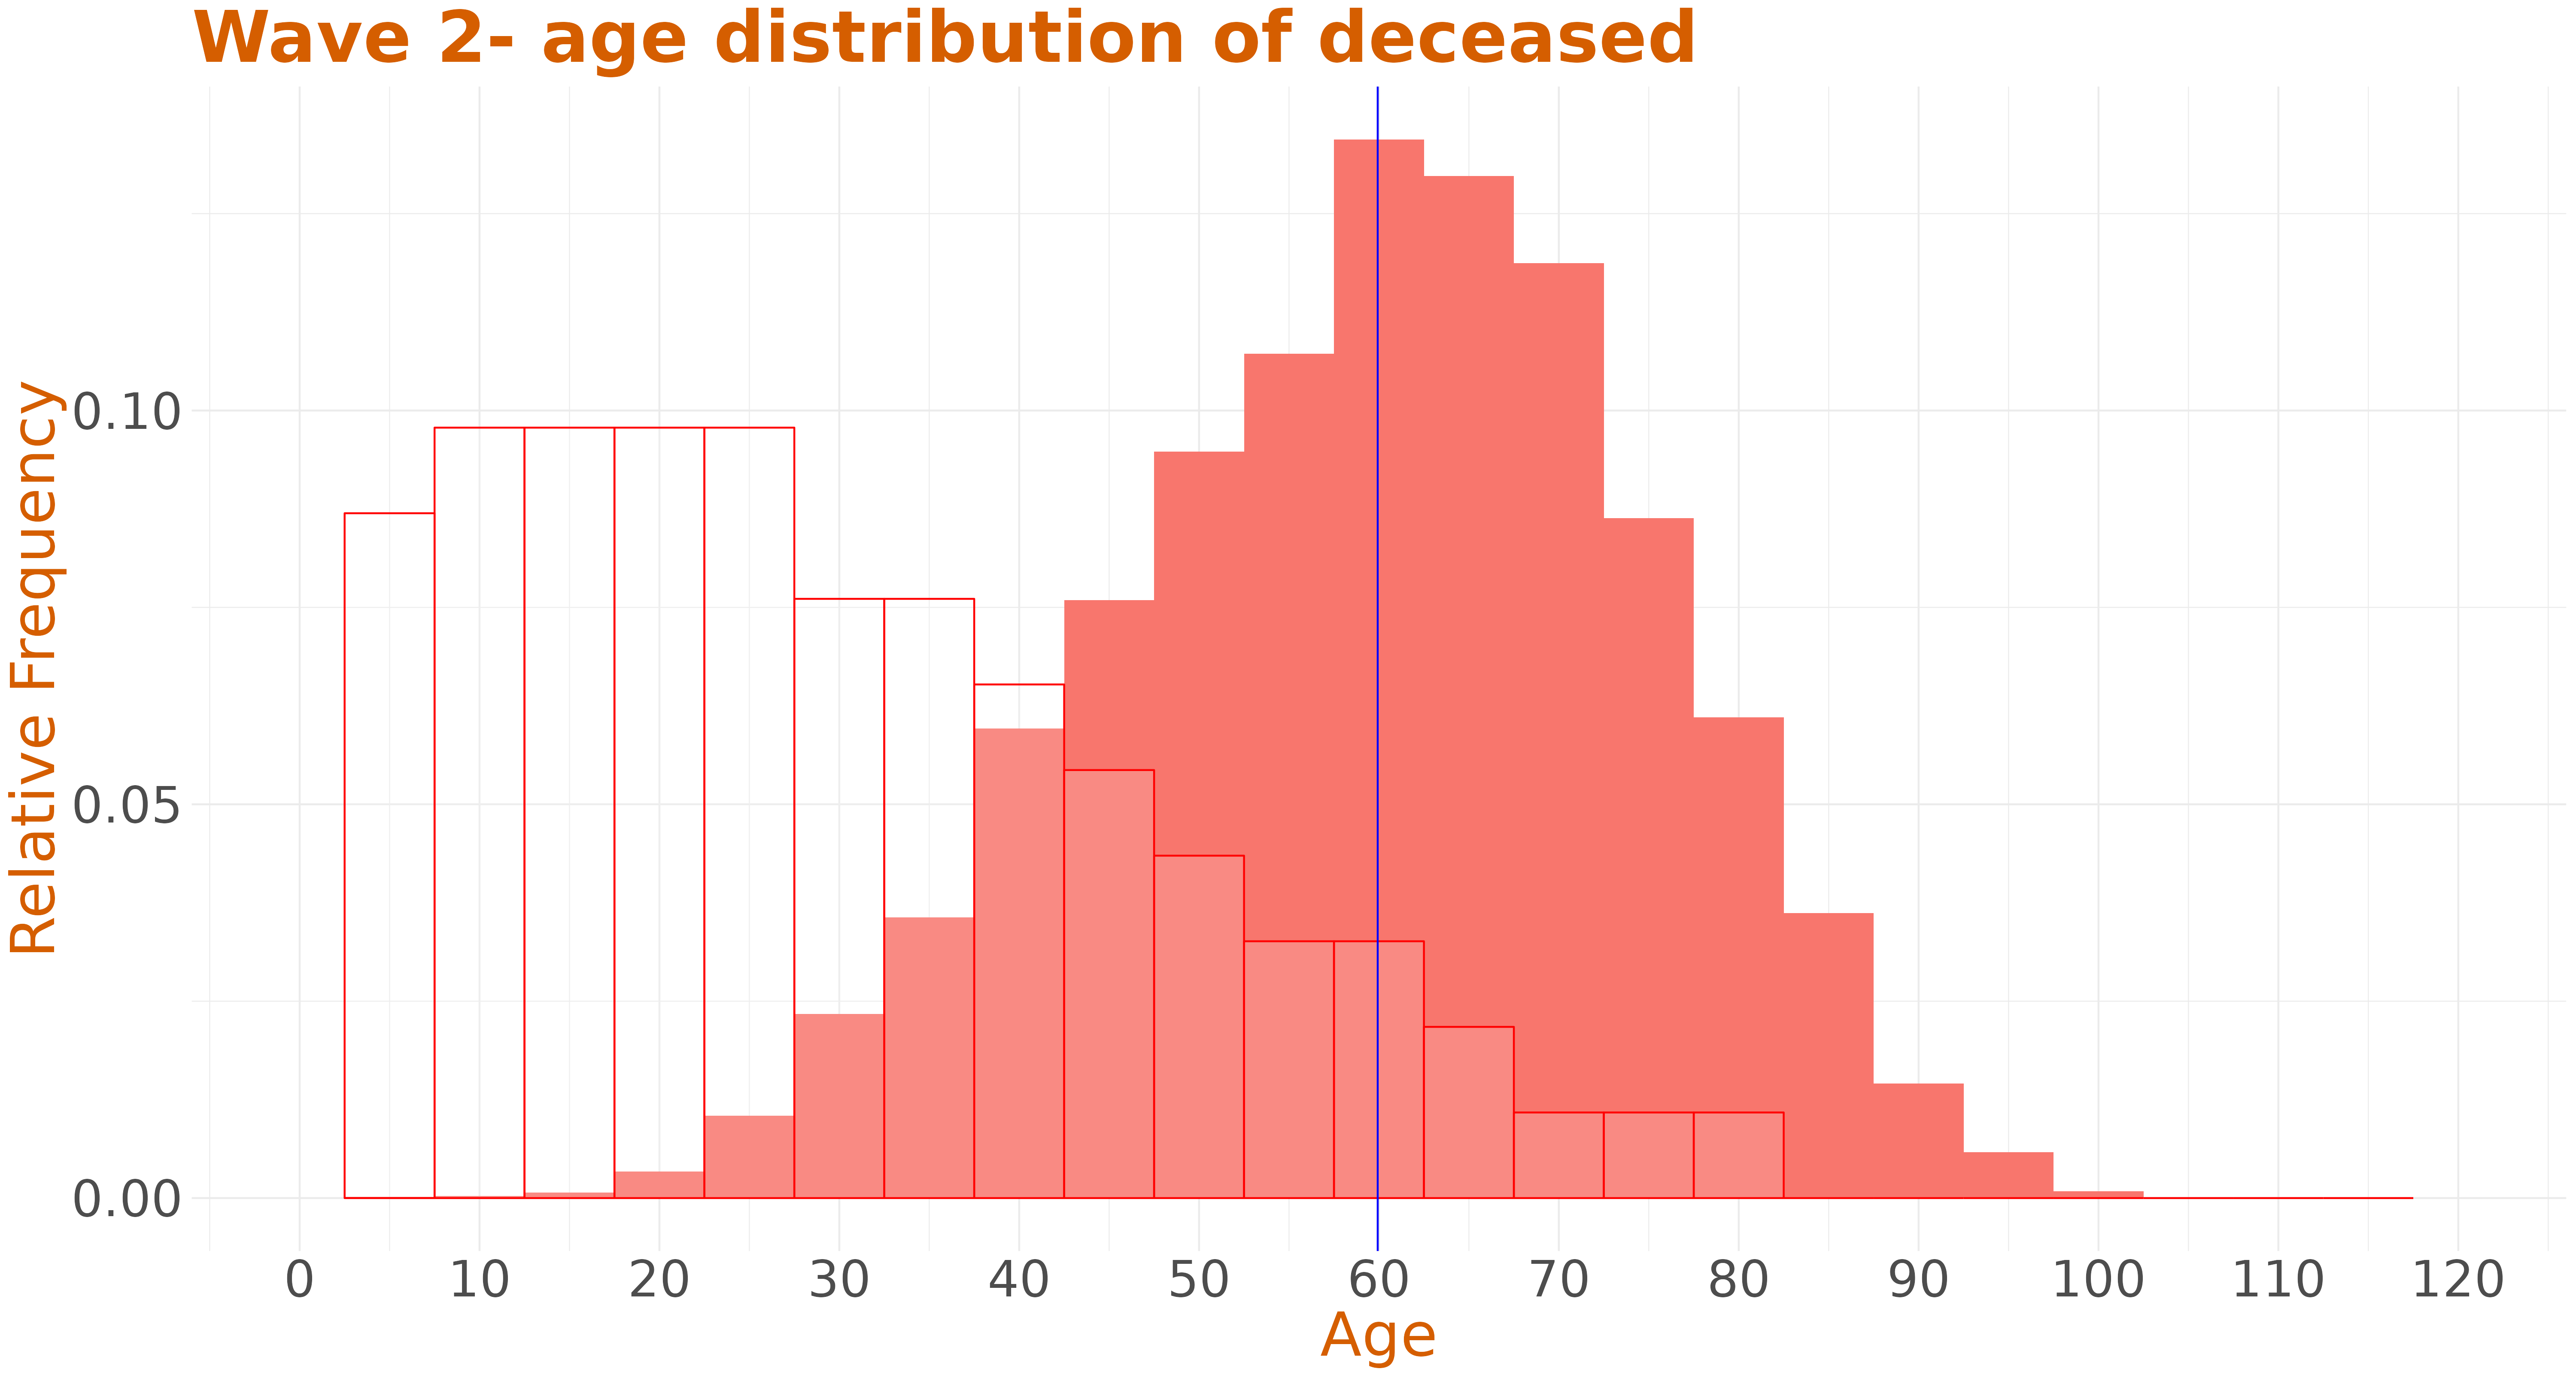 Wave 2- age distribution of deceased
Relative Frequency
0.10
0.05
0.00
0 10 20 30 40 50 60 70 80 90 100 110 120
Age